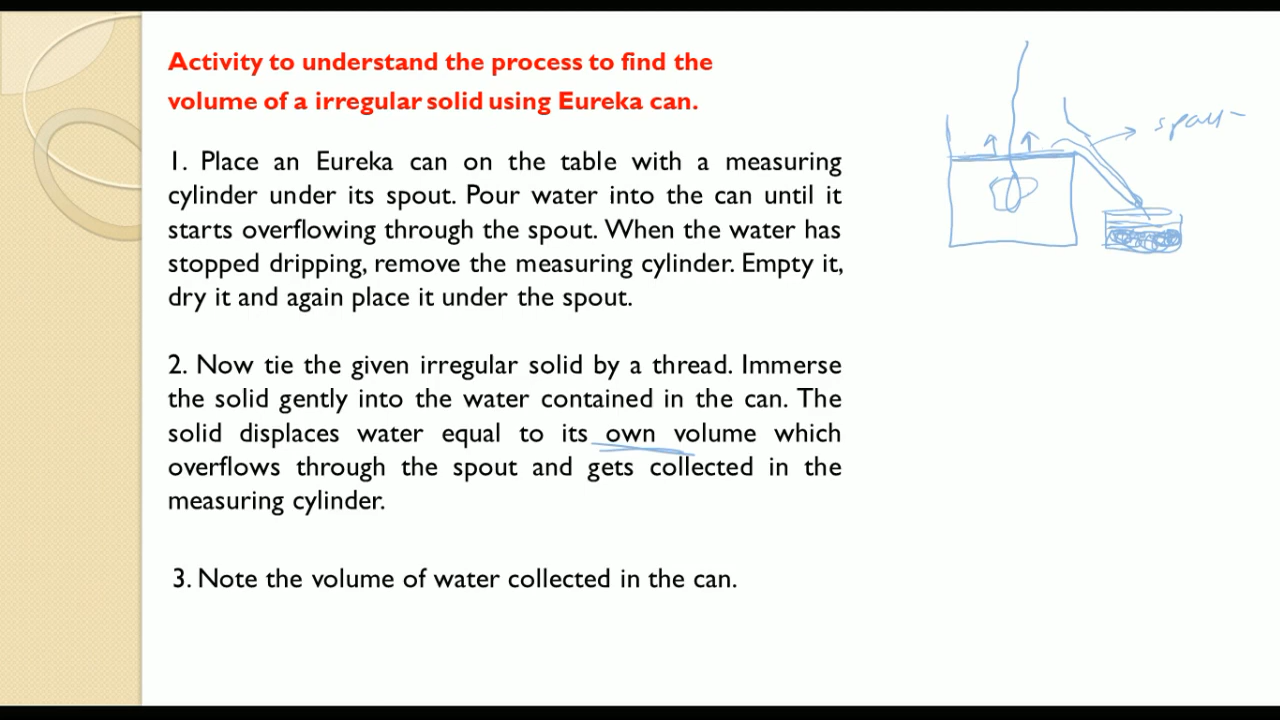 Activity to understand the process to find the
volume of a irregular solid using Eureka can.
1. Place an Eureka can on the table with a measuring
cylinder under its spout. Pour water into the can until it
starts overflowing through the spout. When the water has
stopped dripping, remove the measuring cylinder. Empty it,
dry it and again place it under the spout.
2. Now tie the given irregular solid by a thread. Immerse
the solid gently into the water contained in the can. The
solid displaces water equal to its own volume which
overflows through the spout and gets collected in the
measuring cylinder.
3. Note the volume of water collected in the can.
spout